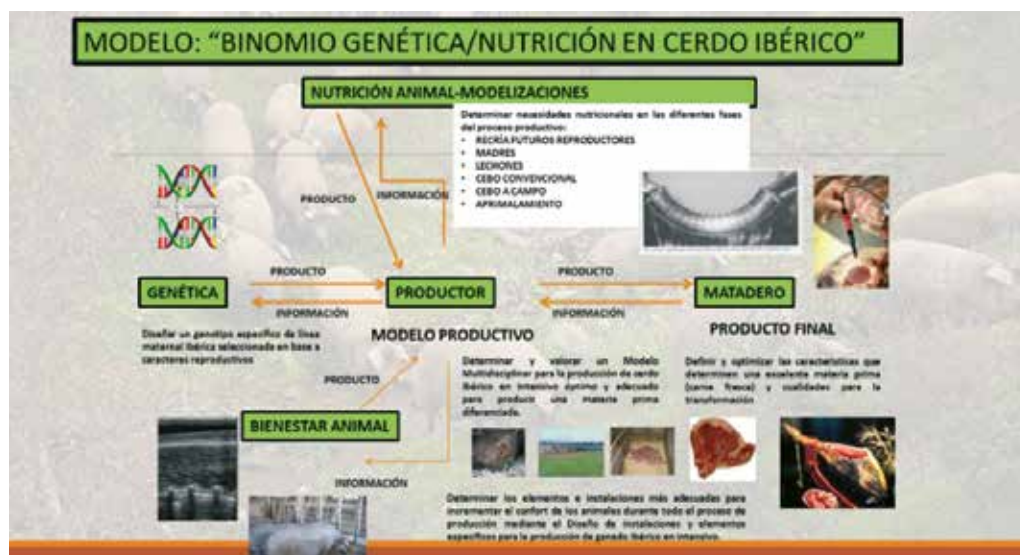 MODELO: “BINOMIO GENÉTICA/NUTRICIÓN EN CERDO IBÉRICO”
NUTRICIÓN ANIMAL-MODELIZACIONES
Determinar necesidades nutricionales en las diferentes fases
del proceso productivo:
• RECRÍA FUTUROS REPRODUCTORES
• MADRES
• LECHONES
• CEBO CONVENCIONAL
• CEBO A CAMPO
• APRIMALAMIENTO
PRODUCTO
INFORMACIÓN
PRODUCTO
GENÉTICA
INFORMACIÓN
PRODUCTOR
PRODUCTO
INFORMACIÓN
MATADERO
Diseñar un genotipo específico de línea
maternal Ibérica seleccionada en base a
caracteres reproductivos
MODELO PRODUCTIVO
PRODUCTO FINAL
Determinar y valorar un Modelo
Multidisciplinar para la producción de cerdo
Ibérico en intensivo óptimo y adecuado
para producir una materia prima
diferenciada.
Definir y optimizar las características que
determinen una excelente materia prima
(carne fresca) y cualidades para la
transformación
PRODUCTO
BIENESTAR ANIMAL
INFORMACIÓN
Determinar los elementos e instalaciones más adecuadas para
incrementar el confort de los animales durante todo el proceso de
producción mediante el Diseño de instalaciones y elementos
específicos para la producción de ganado Ibérico en intensivo.